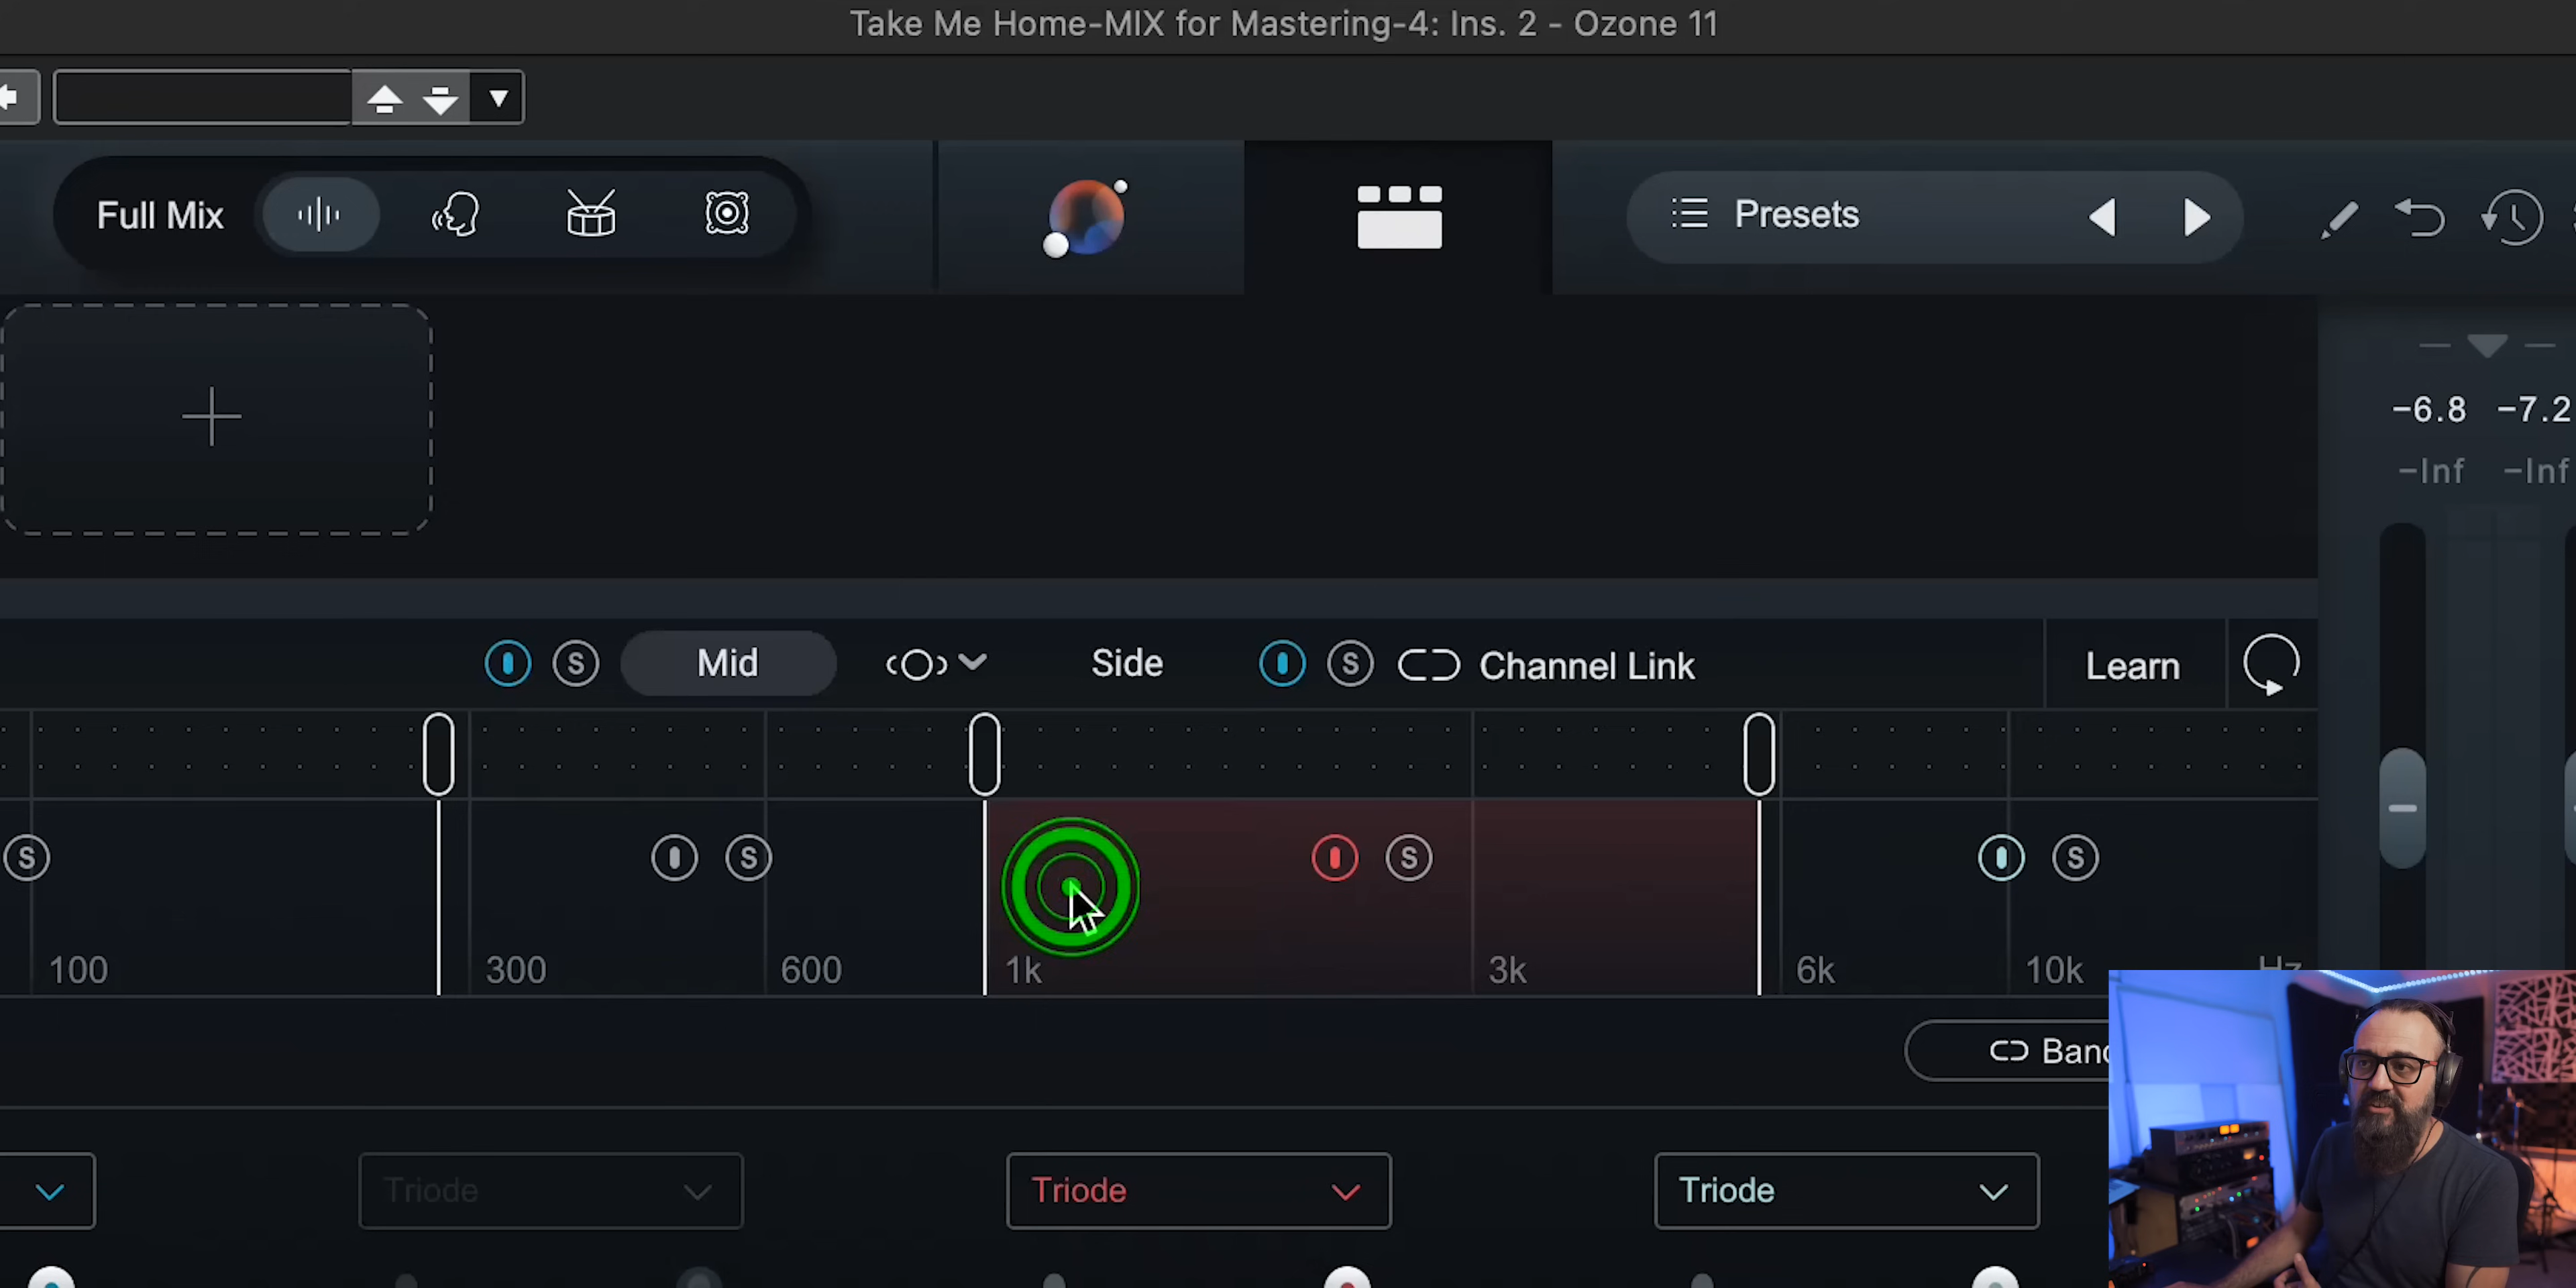 Take Me Home-MIX for Mastering-4: Ins. 2 - Ozone 11
Full Mix
Presets
-6.8 -7.2
-Inf -Inf
S Mid Side S Channel Link Learn
S S S S
100 300 600 1k 3k 6k 10k Hz
Triode Triode Triode